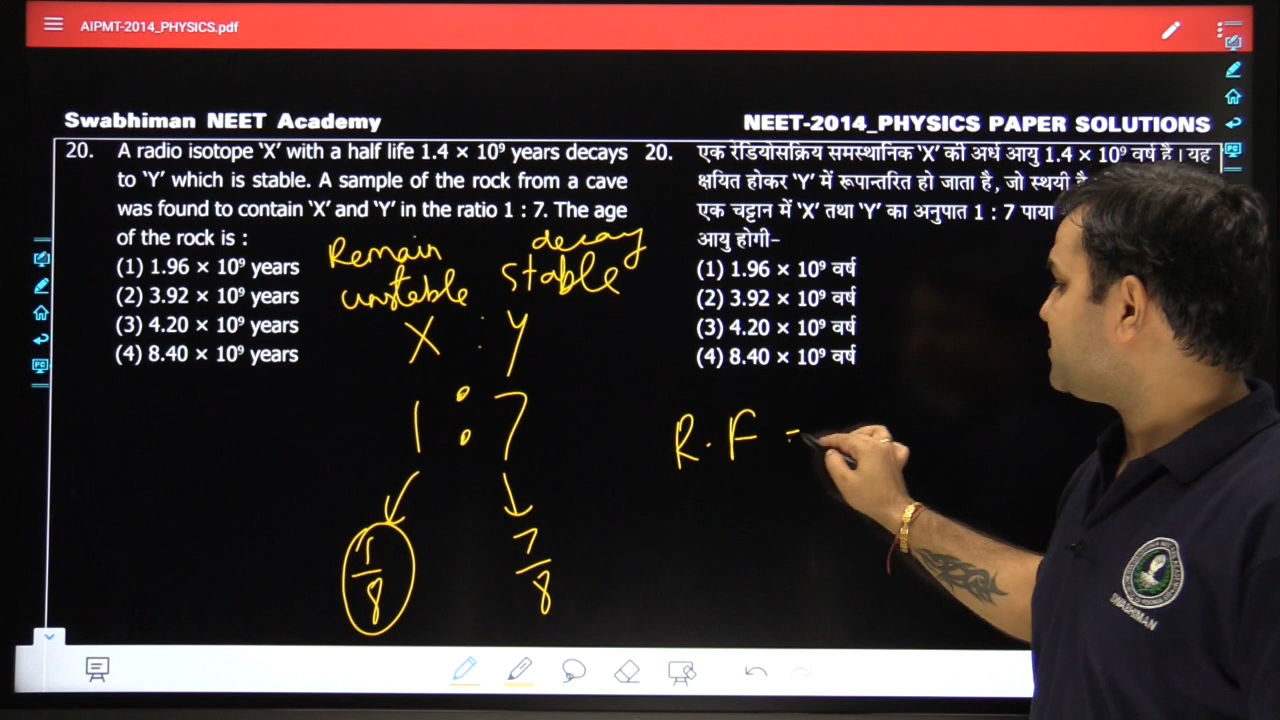 AIPMT-2014_PHYSICS.pdf
Swabhiman NEET Academy
NEET-2014_PHYSICS PAPER SOLUTIONS
20. A radio isotope ‘X’ with a half life 1.4 × 10⁹ years decays
to ‘Y’ which is stable. A sample of the rock from a cave
was found to contain ‘X’ and ‘Y’ in the ratio 1 : 7. The age
of the rock is :
(1) 1.96 × 10⁹ years
(2) 3.92 × 10⁹ years
(3) 4.20 × 10⁹ years
(4) 8.40 × 10⁹ years
20. एक रेडियोसक्रिय समस्थानिक ‘X’ की अर्ध आयु 1.4 × 10⁹ वर्ष है। यह
क्षयित होकर ‘Y’ में रूपान्तरित हो जाता है, जो स्थयी है
एक चट्टान में ‘X’ तथा ‘Y’ का अनुपात 1 : 7 पाया
आयु होगी–
(1) 1.96 × 10⁹ वर्ष
(2) 3.92 × 10⁹ वर्ष
(3) 4.20 × 10⁹ वर्ष
(4) 8.40 × 10⁹ वर्ष
Remain decay
unstable stable
X : Y
1 : 7
1/8 7/8
R.F =
PC
PC
SWABHIMAN